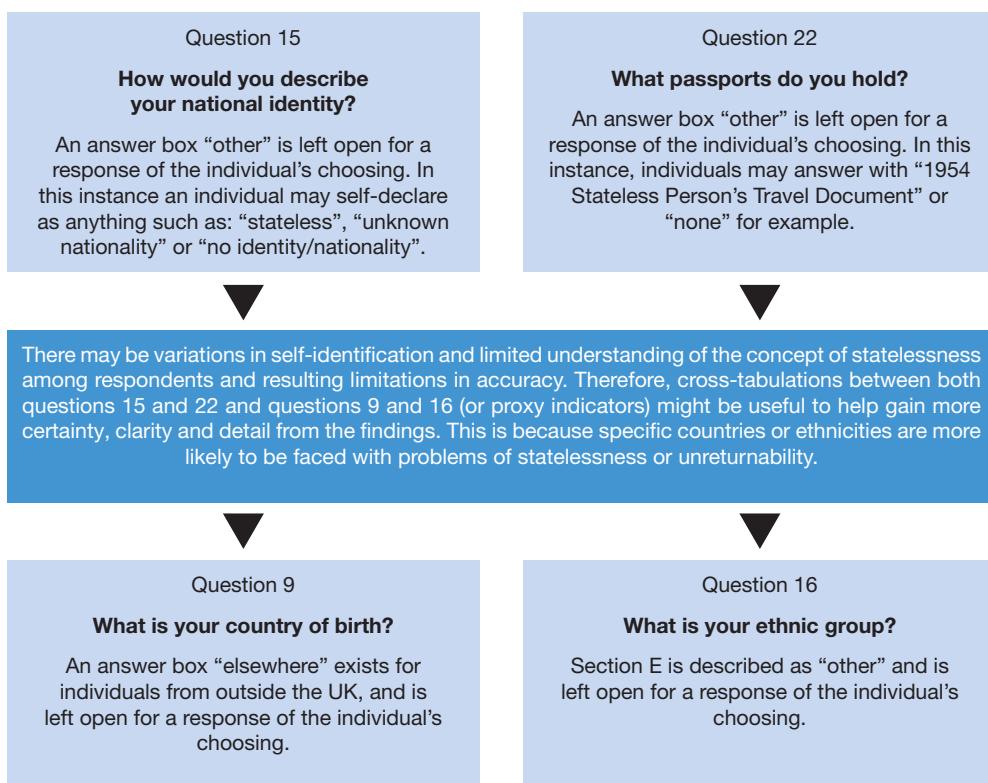 Question 15
How would you describe
your national identity?
An answer box “other” is left open for a
response of the individual’s choosing. In
this instance an individual may self-declare
as anything such as: “stateless”, “unknown
nationality” or “no identity/nationality”.
Question 22
What passports do you hold?
An answer box “other” is left open for a
response of the individual’s choosing. In this
instance, individuals may answer with “1954
Stateless Person’s Travel Document” or
“none” for example.
There may be variations in self-identification and limited understanding of the concept of statelessness
among respondents and resulting limitations in accuracy. Therefore, cross-tabulations between both
questions 15 and 22 and questions 9 and 16 (or proxy indicators) might be useful to help gain more
certainty, clarity and detail from the findings. This is because specific countries or ethnicities are more
likely to be faced with problems of statelessness or unreturnability.
Question 9
What is your country of birth?
An answer box “elsewhere” exists for
individuals from outside the UK, and is
left open for a response of the individual’s
choosing.
Question 16
What is your ethnic group?
Section E is described as “other” and is
left open for a response of the individual’s
choosing.